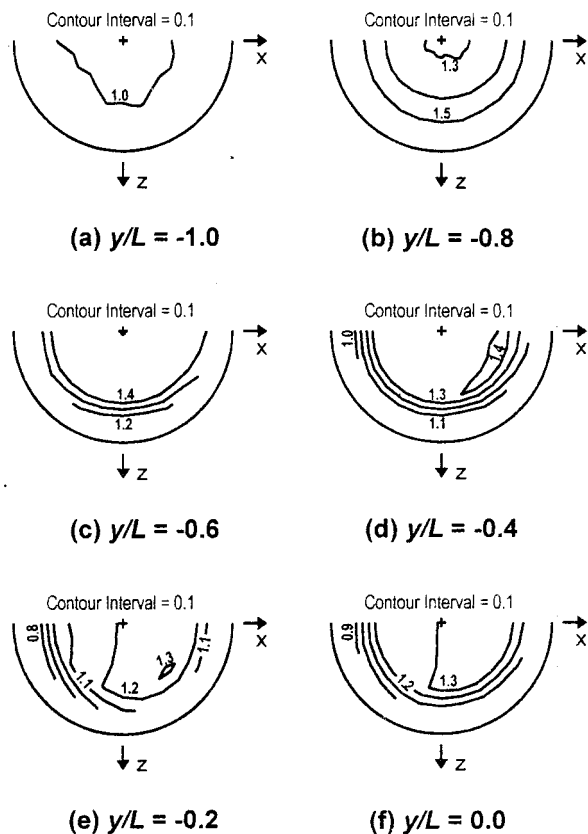 Contour Interval = 0.1
x
1.0
z
(a) y/L = -1.0
Contour Interval = 0.1
x
1.3
1.5
z
(b) y/L = -0.8
Contour Interval = 0.1
x
1.4
1.2
z
(c) y/L = -0.6
Contour Interval = 0.1
x
1.0
1.4
1.3
1.1
z
(d) y/L = -0.4
Contour Interval = 0.1
x
0.8
1.1
1.3
1.1
1.2
z
(e) y/L = -0.2
Contour Interval = 0.1
x
0.9
1.3
1.2
z
(f) y/L = 0.0